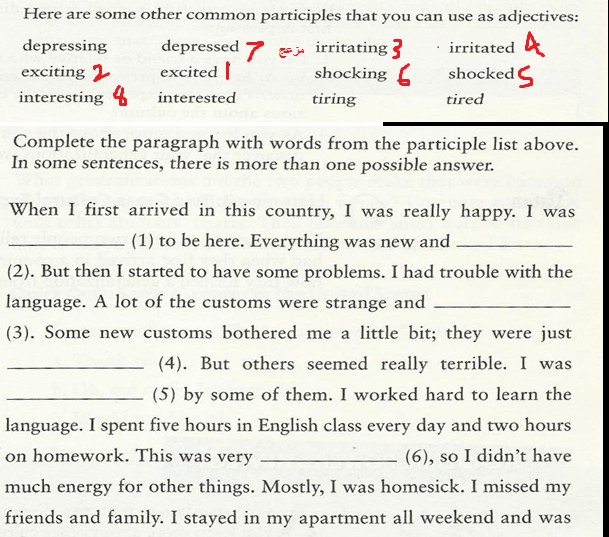 Here are some other common participles that you can use as adjectives:
depressing depressed 7 مزعج irritating 3 irritated 4
exciting 2 excited 1 shocking 6 shocked 5
interesting 8 interested tiring tired
Complete the paragraph with words from the participle list above.
In some sentences, there is more than one possible answer.
When I first arrived in this country, I was really happy. I was
____________ (1) to be here. Everything was new and ____________
(2). But then I started to have some problems. I had trouble with the
language. A lot of the customs were strange and ____________
(3). Some new customs bothered me a little bit; they were just
____________ (4). But others seemed really terrible. I was
____________ (5) by some of them. I worked hard to learn the
language. I spent five hours in English class every day and two hours
on homework. This was very ____________ (6), so I didn't have
much energy for other things. Mostly, I was homesick. I missed my
friends and family. I stayed in my apartment all weekend and was